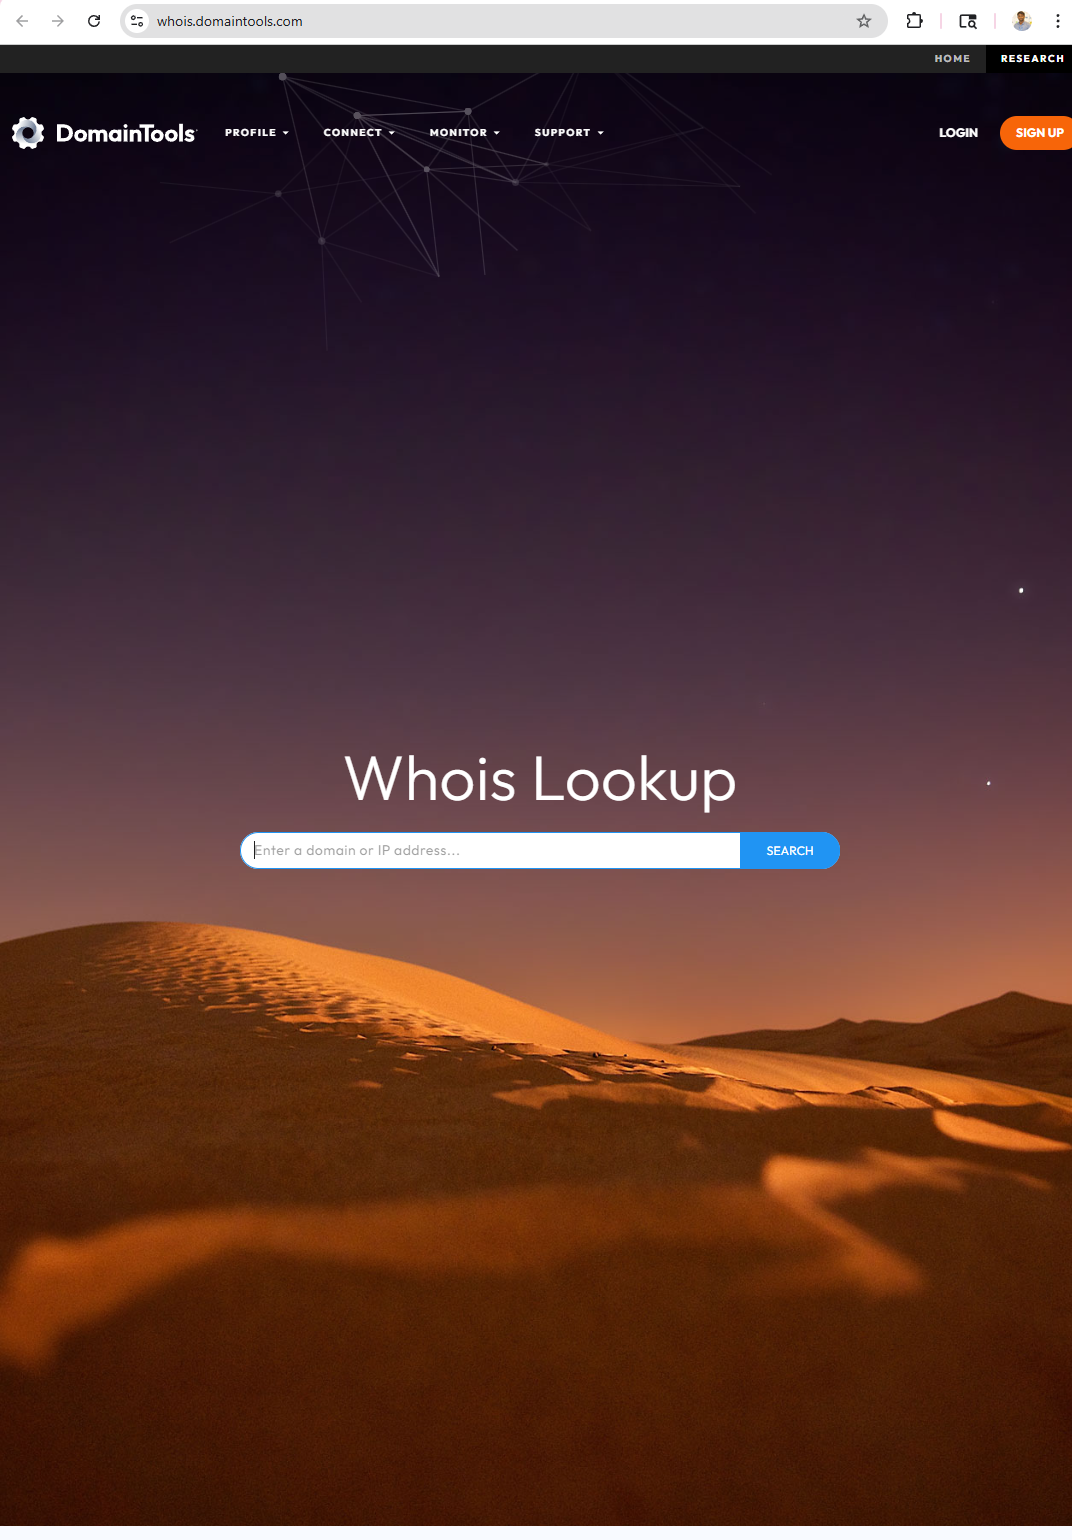 whois.domaintools.com
HOME RESEARCH
DomainTools PROFILE CONNECT MONITOR SUPPORT LOGIN SIGN UP
Whois Lookup
Enter a domain or IP address... SEARCH